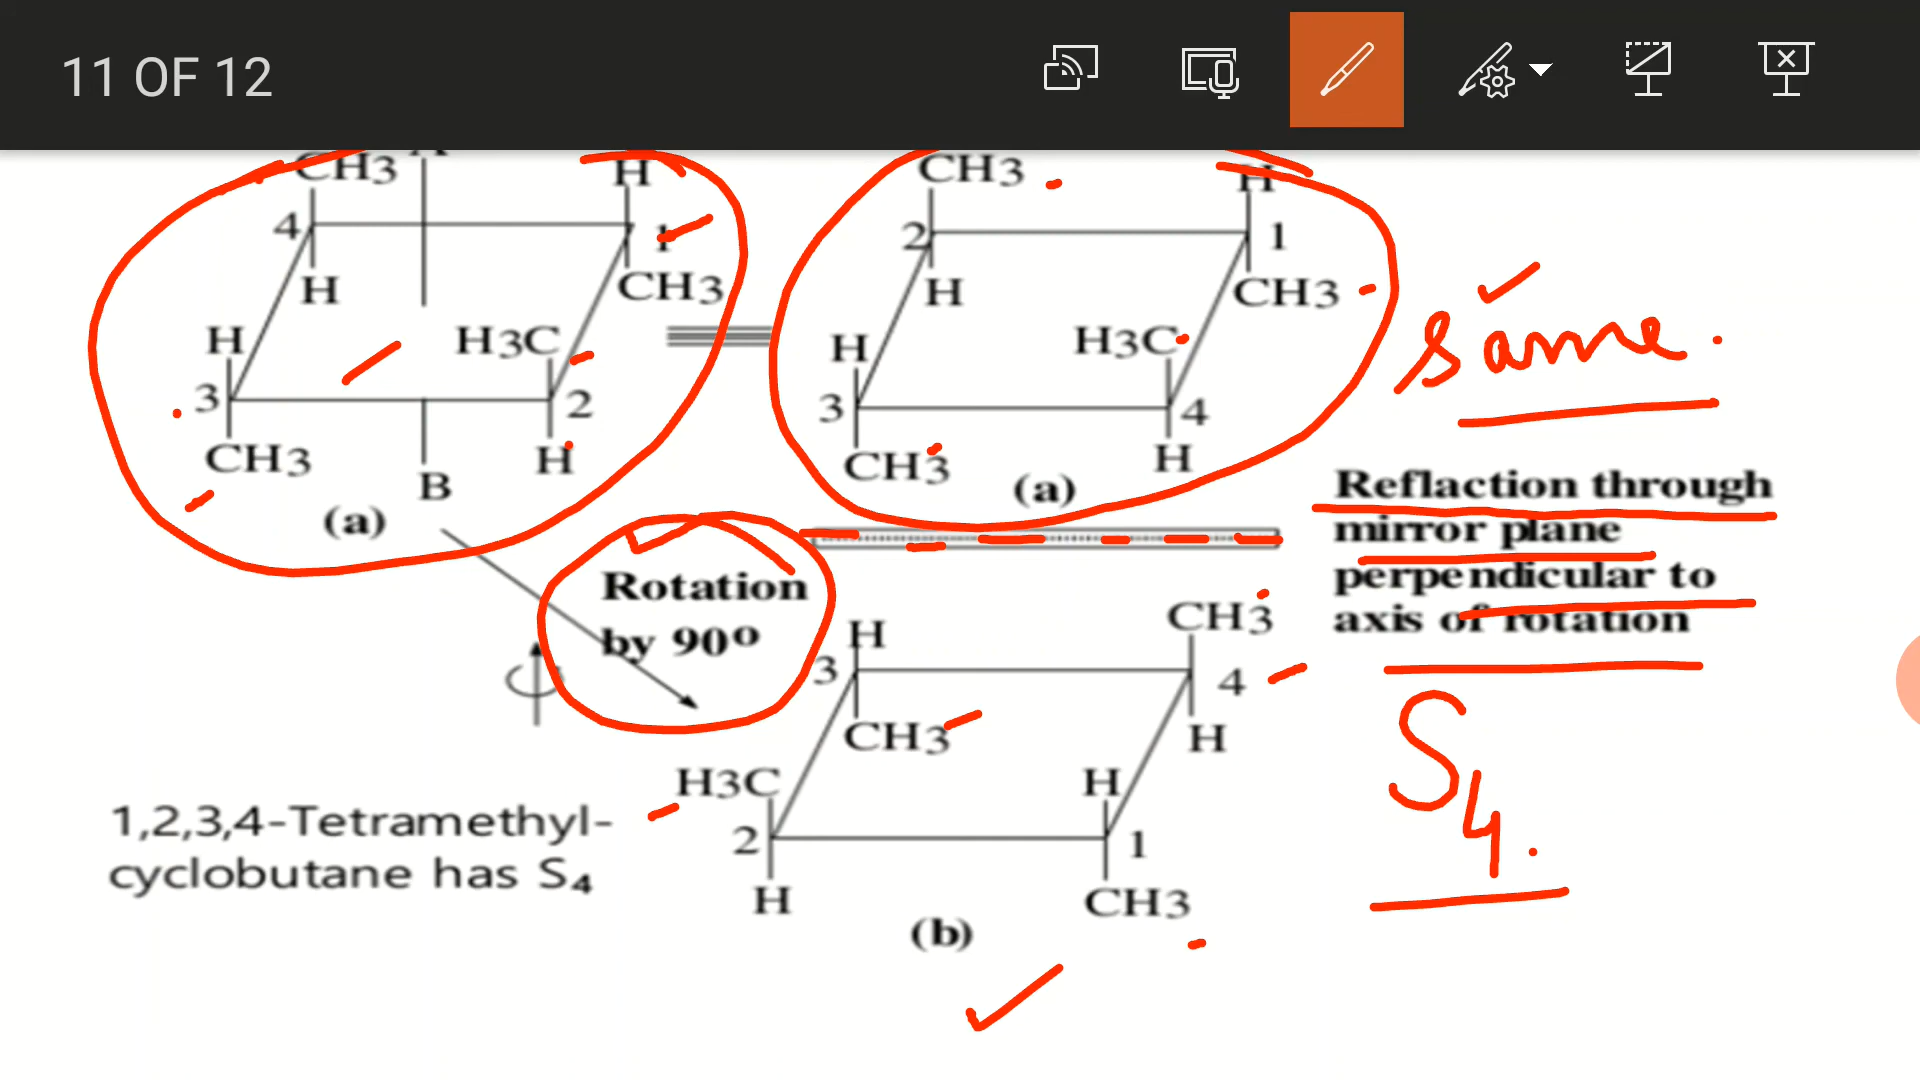 11 OF 12
CH3
A
H
4
1
H
CH3
H
H3C
3
2
CH3
H
B
(a)
CH3
H
2
1
H
CH3
H
H3C
3
4
CH3
H
(a)
same.
Reflaction through
mirror plane
perpendicular to
axis of rotation
Rotation
by 90º
H
CH3
3
4
CH3
H
H3C
H
2
1
H
CH3
(b)
S4.
1,2,3,4-Tetramethyl-
cyclobutane has S₄